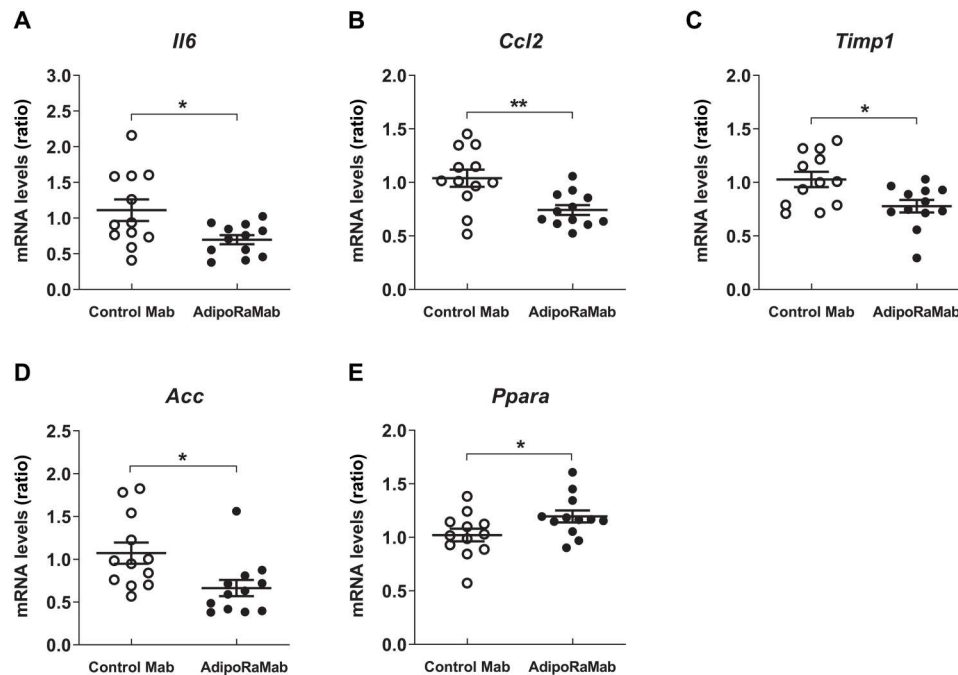 A
Il6
mRNA levels (ratio)
3.0
2.5
2.0
1.5
1.0
0.5
0.0
*
Control Mab
AdipoRaMab
B
Ccl2
mRNA levels (ratio)
2.0
1.5
1.0
0.5
0.0
**
Control Mab
AdipoRaMab
C
Timp1
mRNA levels (ratio)
2.0
1.5
1.0
0.5
0.0
*
Control Mab
AdipoRaMab
D
Acc
mRNA levels (ratio)
2.5
2.0
1.5
1.0
0.5
0.0
*
Control Mab
AdipoRaMab
E
Ppara
mRNA levels (ratio)
2.0
1.5
1.0
0.5
0.0
*
Control Mab
AdipoRaMab